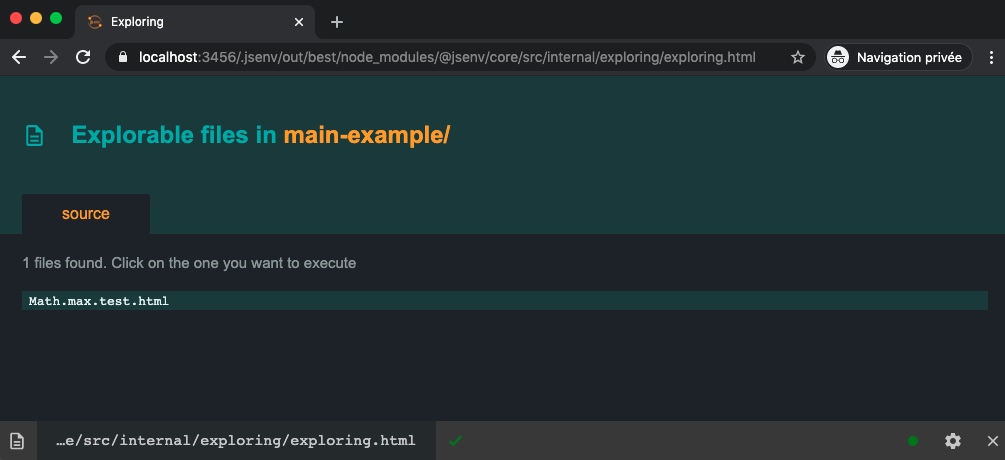 Exploring
localhost:3456/.jsenv/out/best/node_modules/@jsenv/core/src/internal/exploring/exploring.html
Navigation privée
Explorable files in main-example/
source
1 files found. Click on the one you want to execute
Math.max.test.html
…e/src/internal/exploring/exploring.html